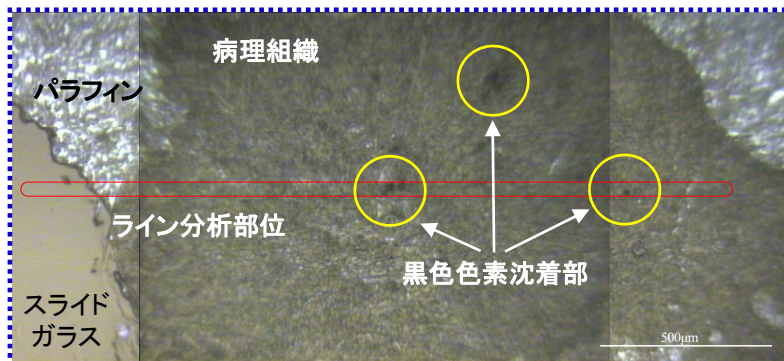 病理組織
パラフィン
ライン分析部位
黒色色素沈着部
スライド
ガラス
500μm